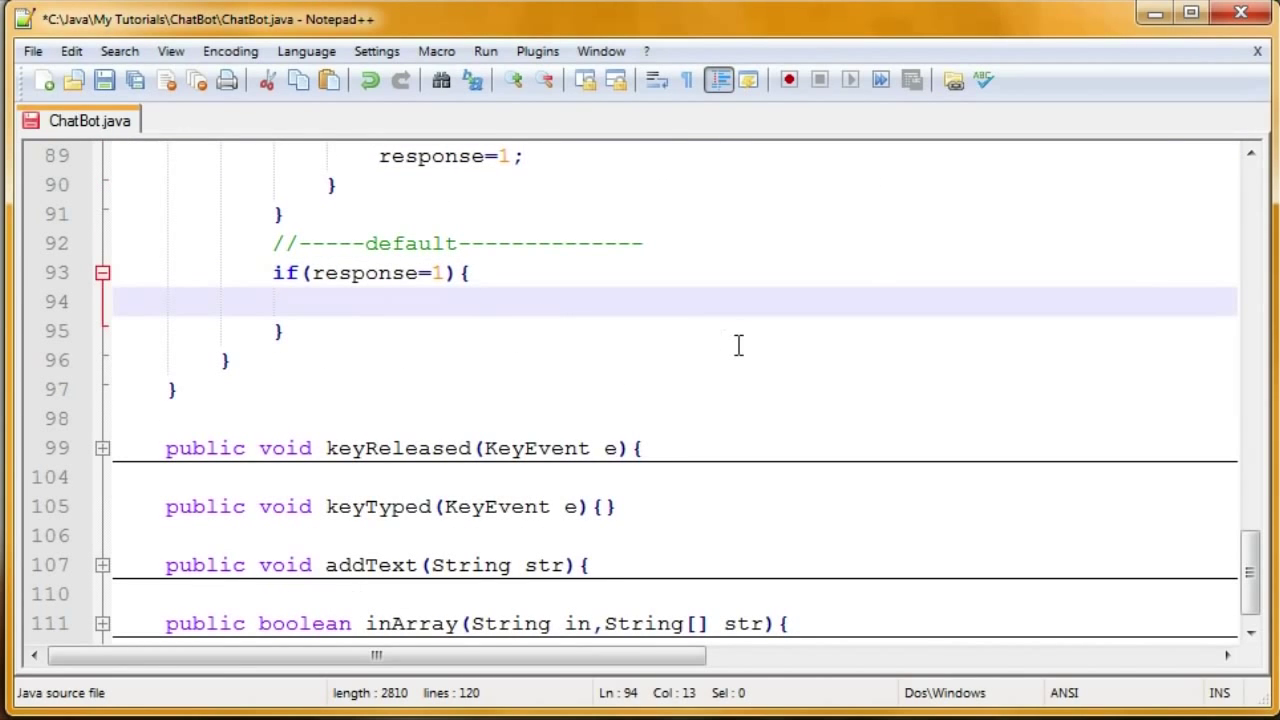 *C:\Java\My Tutorials\ChatBot\ChatBot.java - Notepad++
File Edit Search View Encoding Language Settings Macro Run Plugins Window ? X
ABC
ChatBot.java
89 response=1;
90 }
91 }
92 //-----default--------------
93 if(response=1){
94
95 }
96 }
97 }
98
99 public void keyReleased(KeyEvent e){
104
105 public void keyTyped(KeyEvent e){}
106
107 public void addText(String str){
110
111 public boolean inArray(String in,String[] str){
Java source file length : 2810 lines : 120 Ln : 94 Col : 13 Sel : 0 Dos\Windows ANSI INS